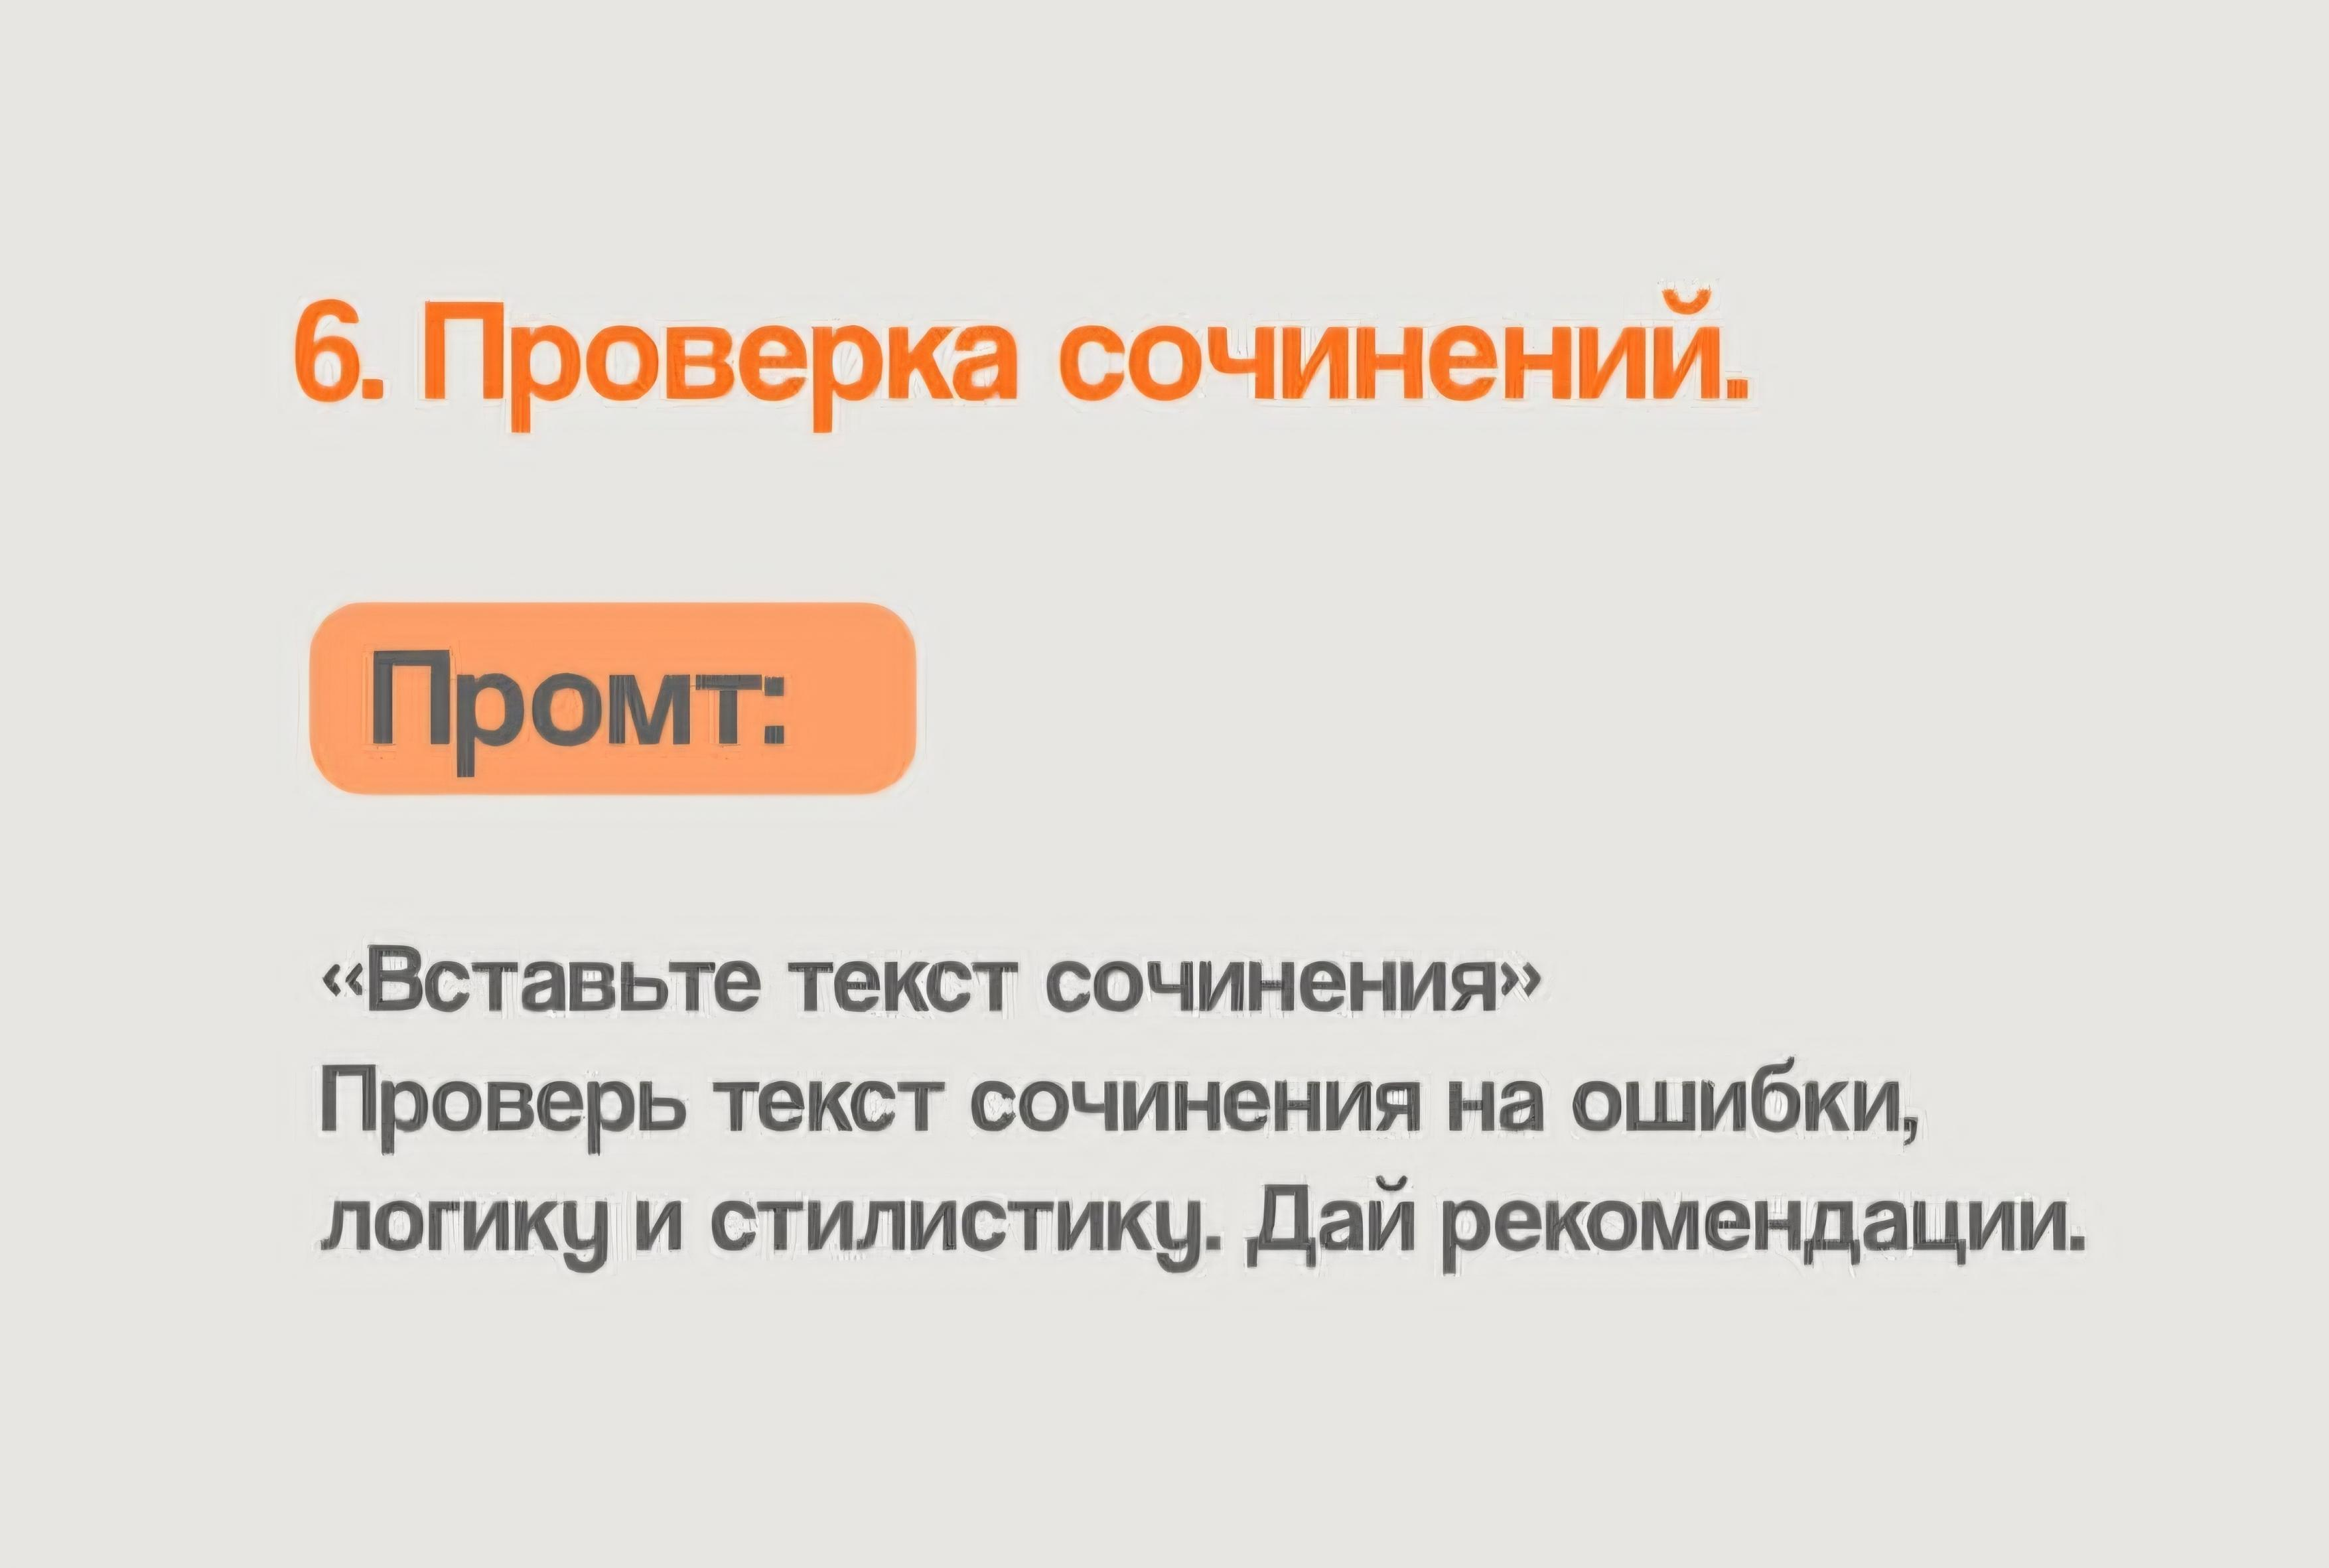 6. Проверка сочинений.
Промт:
«Вставьте текст сочинения»
Проверь текст сочинения на ошибки,
логику и стилистику. Дай рекомендации.